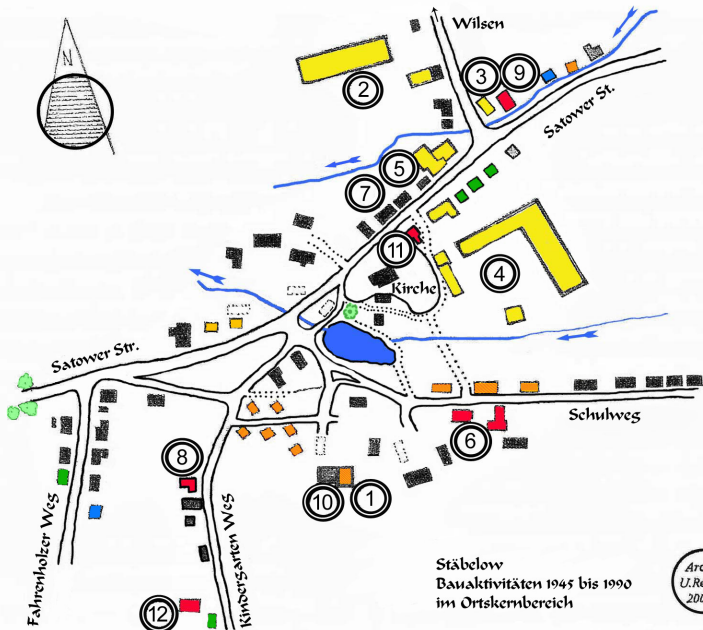 Wilsen
N
3
9
2
Satower St.
5
7
11
4
Kirche
Satower Str.
Schulweg
6
8
10
1
Fahrenholzer Weg
Kindergarten Weg
12
Stäbelow
Bauaktivitäten 1945 bis 1990
im Ortskernbereich